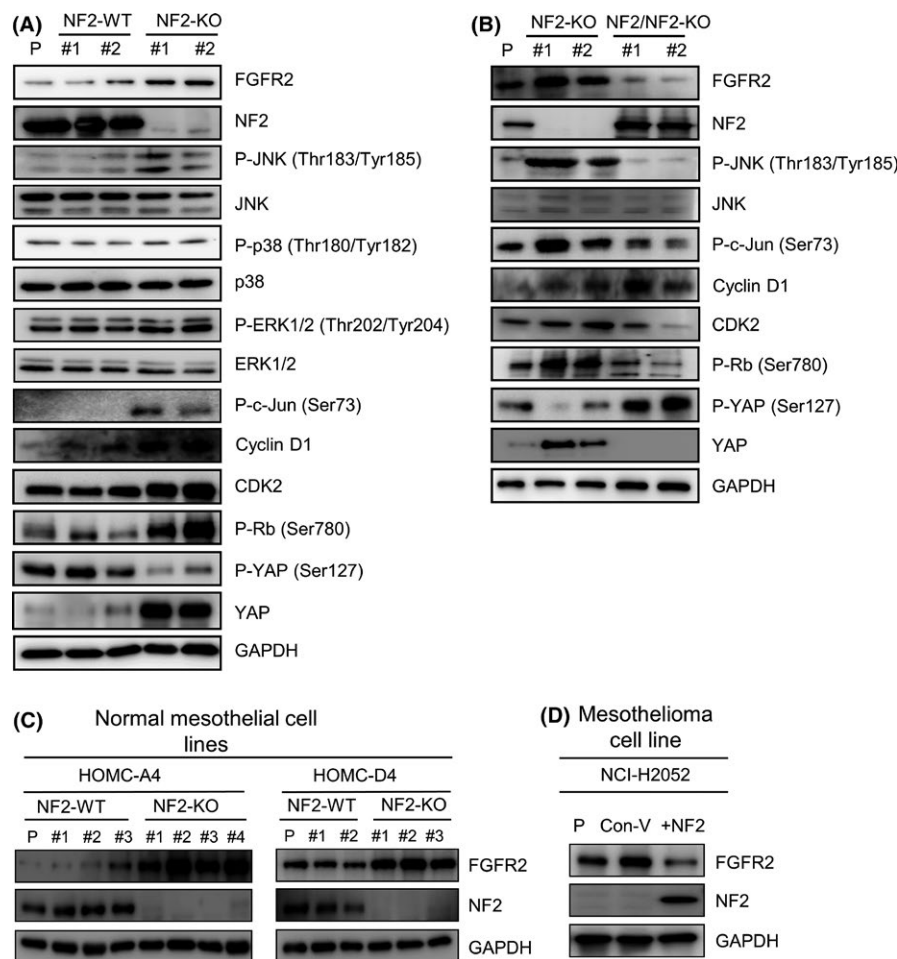 (A)
NF2-WT NF2-KO
P #1 #2 #1 #2
FGFR2
NF2
P-JNK (Thr183/Tyr185)
JNK
P-p38 (Thr180/Tyr182)
p38
P-ERK1/2 (Thr202/Tyr204)
ERK1/2
P-c-Jun (Ser73)
Cyclin D1
CDK2
P-Rb (Ser780)
P-YAP (Ser127)
YAP
GAPDH
(B)
NF2-KO NF2/NF2-KO
P #1 #2 #1 #2
FGFR2
NF2
P-JNK (Thr183/Tyr185)
JNK
P-c-Jun (Ser73)
Cyclin D1
CDK2
P-Rb (Ser780)
P-YAP (Ser127)
YAP
GAPDH
(C) Normal mesothelial cell
lines
HOMC-A4 HOMC-D4
NF2-WT NF2-KO NF2-WT NF2-KO
P #1 #2 #3 #1 #2 #3 #4 P #1 #2 #1 #2 #3
FGFR2
NF2
GAPDH
(D) Mesothelioma
cell line
NCI-H2052
P Con-V +NF2
FGFR2
NF2
GAPDH